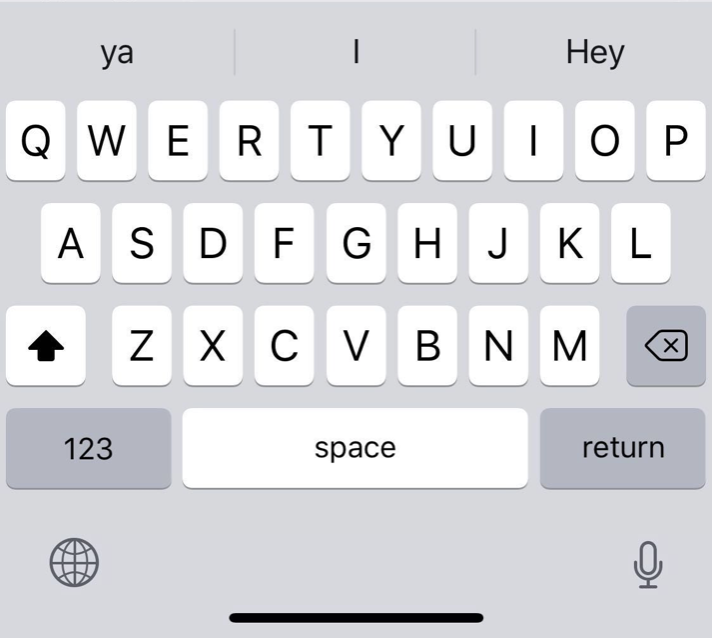 ya I Hey
Q W E R T Y U I O P
A S D F G H J K L
Z X C V B N M
123 space return